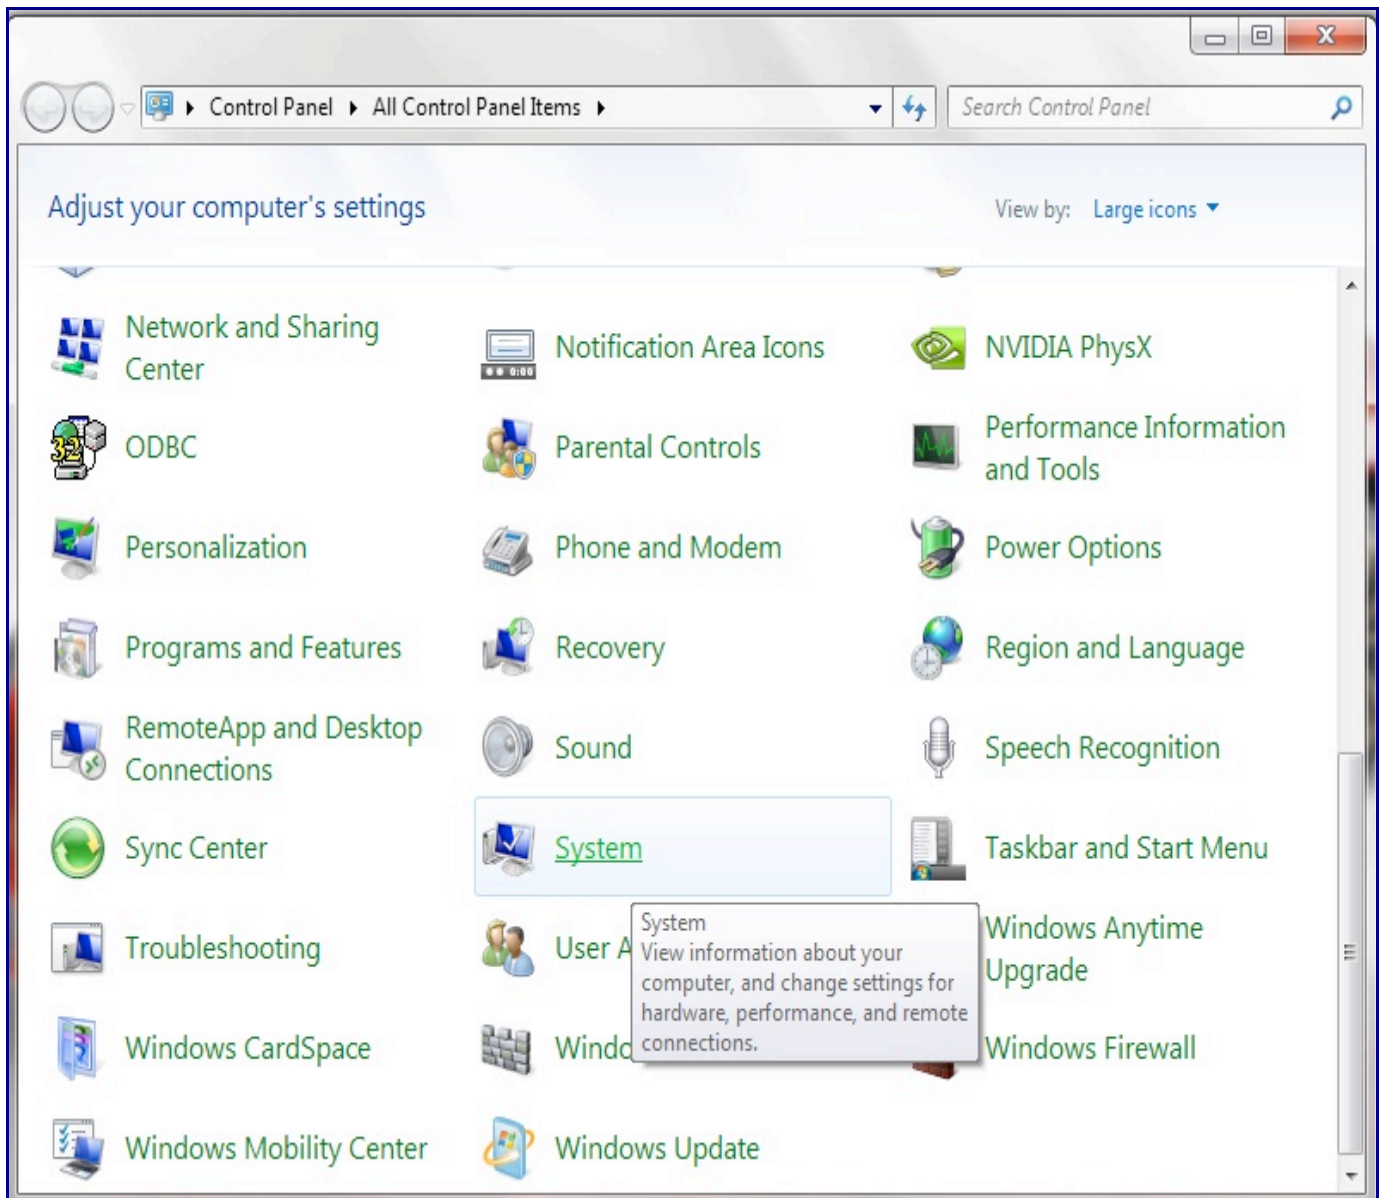 Control Panel All Control Panel Items Search Control Panel
Adjust your computer's settings View by: Large icons
Network and Sharing
Center
Notification Area Icons
NVIDIA PhysX
32
ODBC
0:00
Parental Controls
Performance Information
and Tools
Personalization
Phone and Modem
Power Options
Programs and Features
Recovery
Region and Language
RemoteApp and Desktop
Connections
Sound
Speech Recognition
Sync Center
System
Taskbar and Start Menu
Troubleshooting
User A
System
View information about your
computer, and change settings for
hardware, performance, and remote
connections.
Windows Anytime
Upgrade
Windows CardSpace
Windo
Windows Firewall
Windows Mobility Center
Windows Update